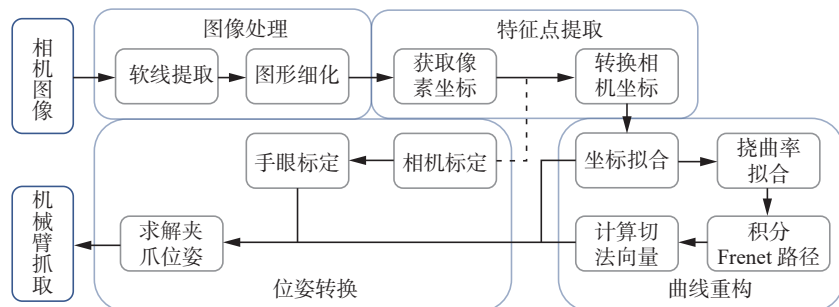 图像处理
特征点提取
相机图像
软线提取
图形细化
获取像
素坐标
转换相
机坐标
手眼标定
相机标定
坐标拟合
挠曲率
拟合
机械臂抓取
求解夹
爪位姿
计算切
法向量
积分
Frenet 路径
位姿转换
曲线重构